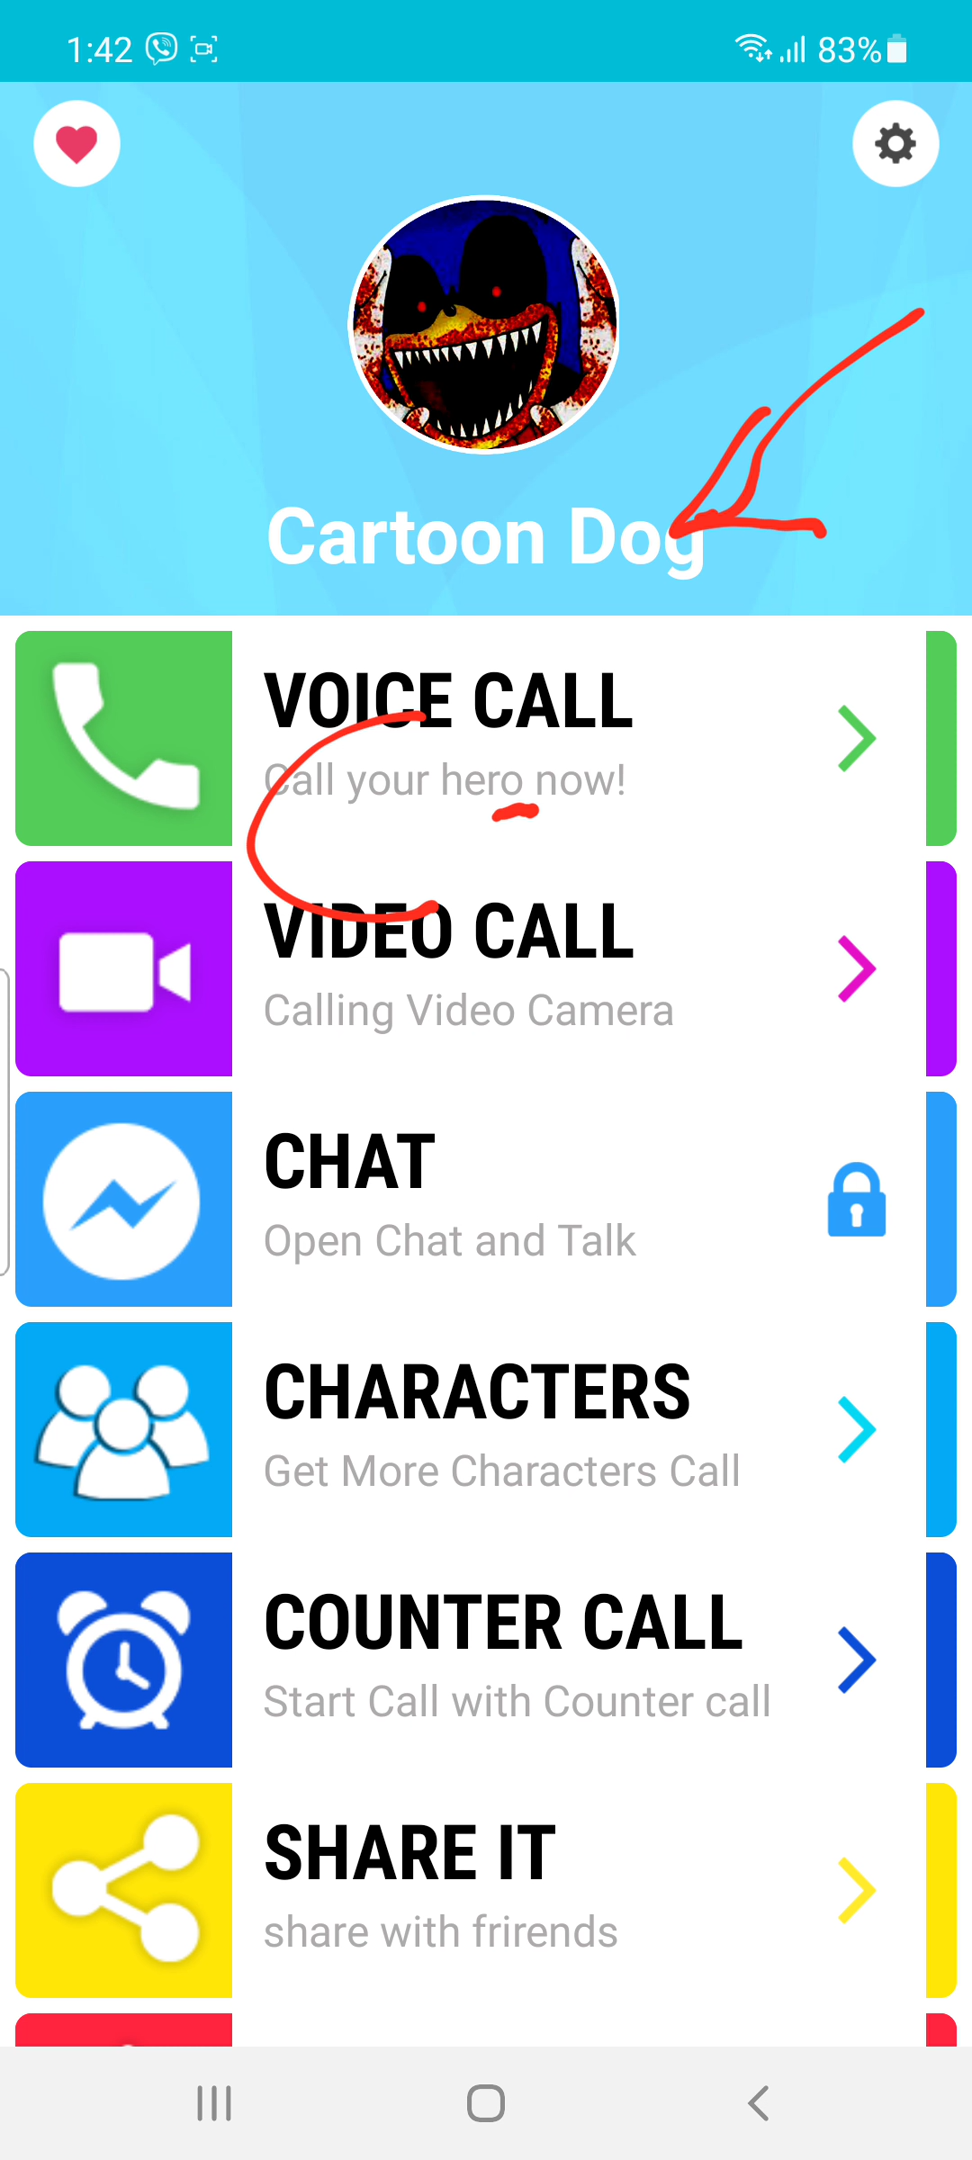 1:42 83%
Cartoon Dog
VOICE CALL
Call your hero now!
VIDEO CALL
Calling Video Camera
CHAT
Open Chat and Talk
CHARACTERS
Get More Characters Call
COUNTER CALL
Start Call with Counter call
SHARE IT
share with frirends